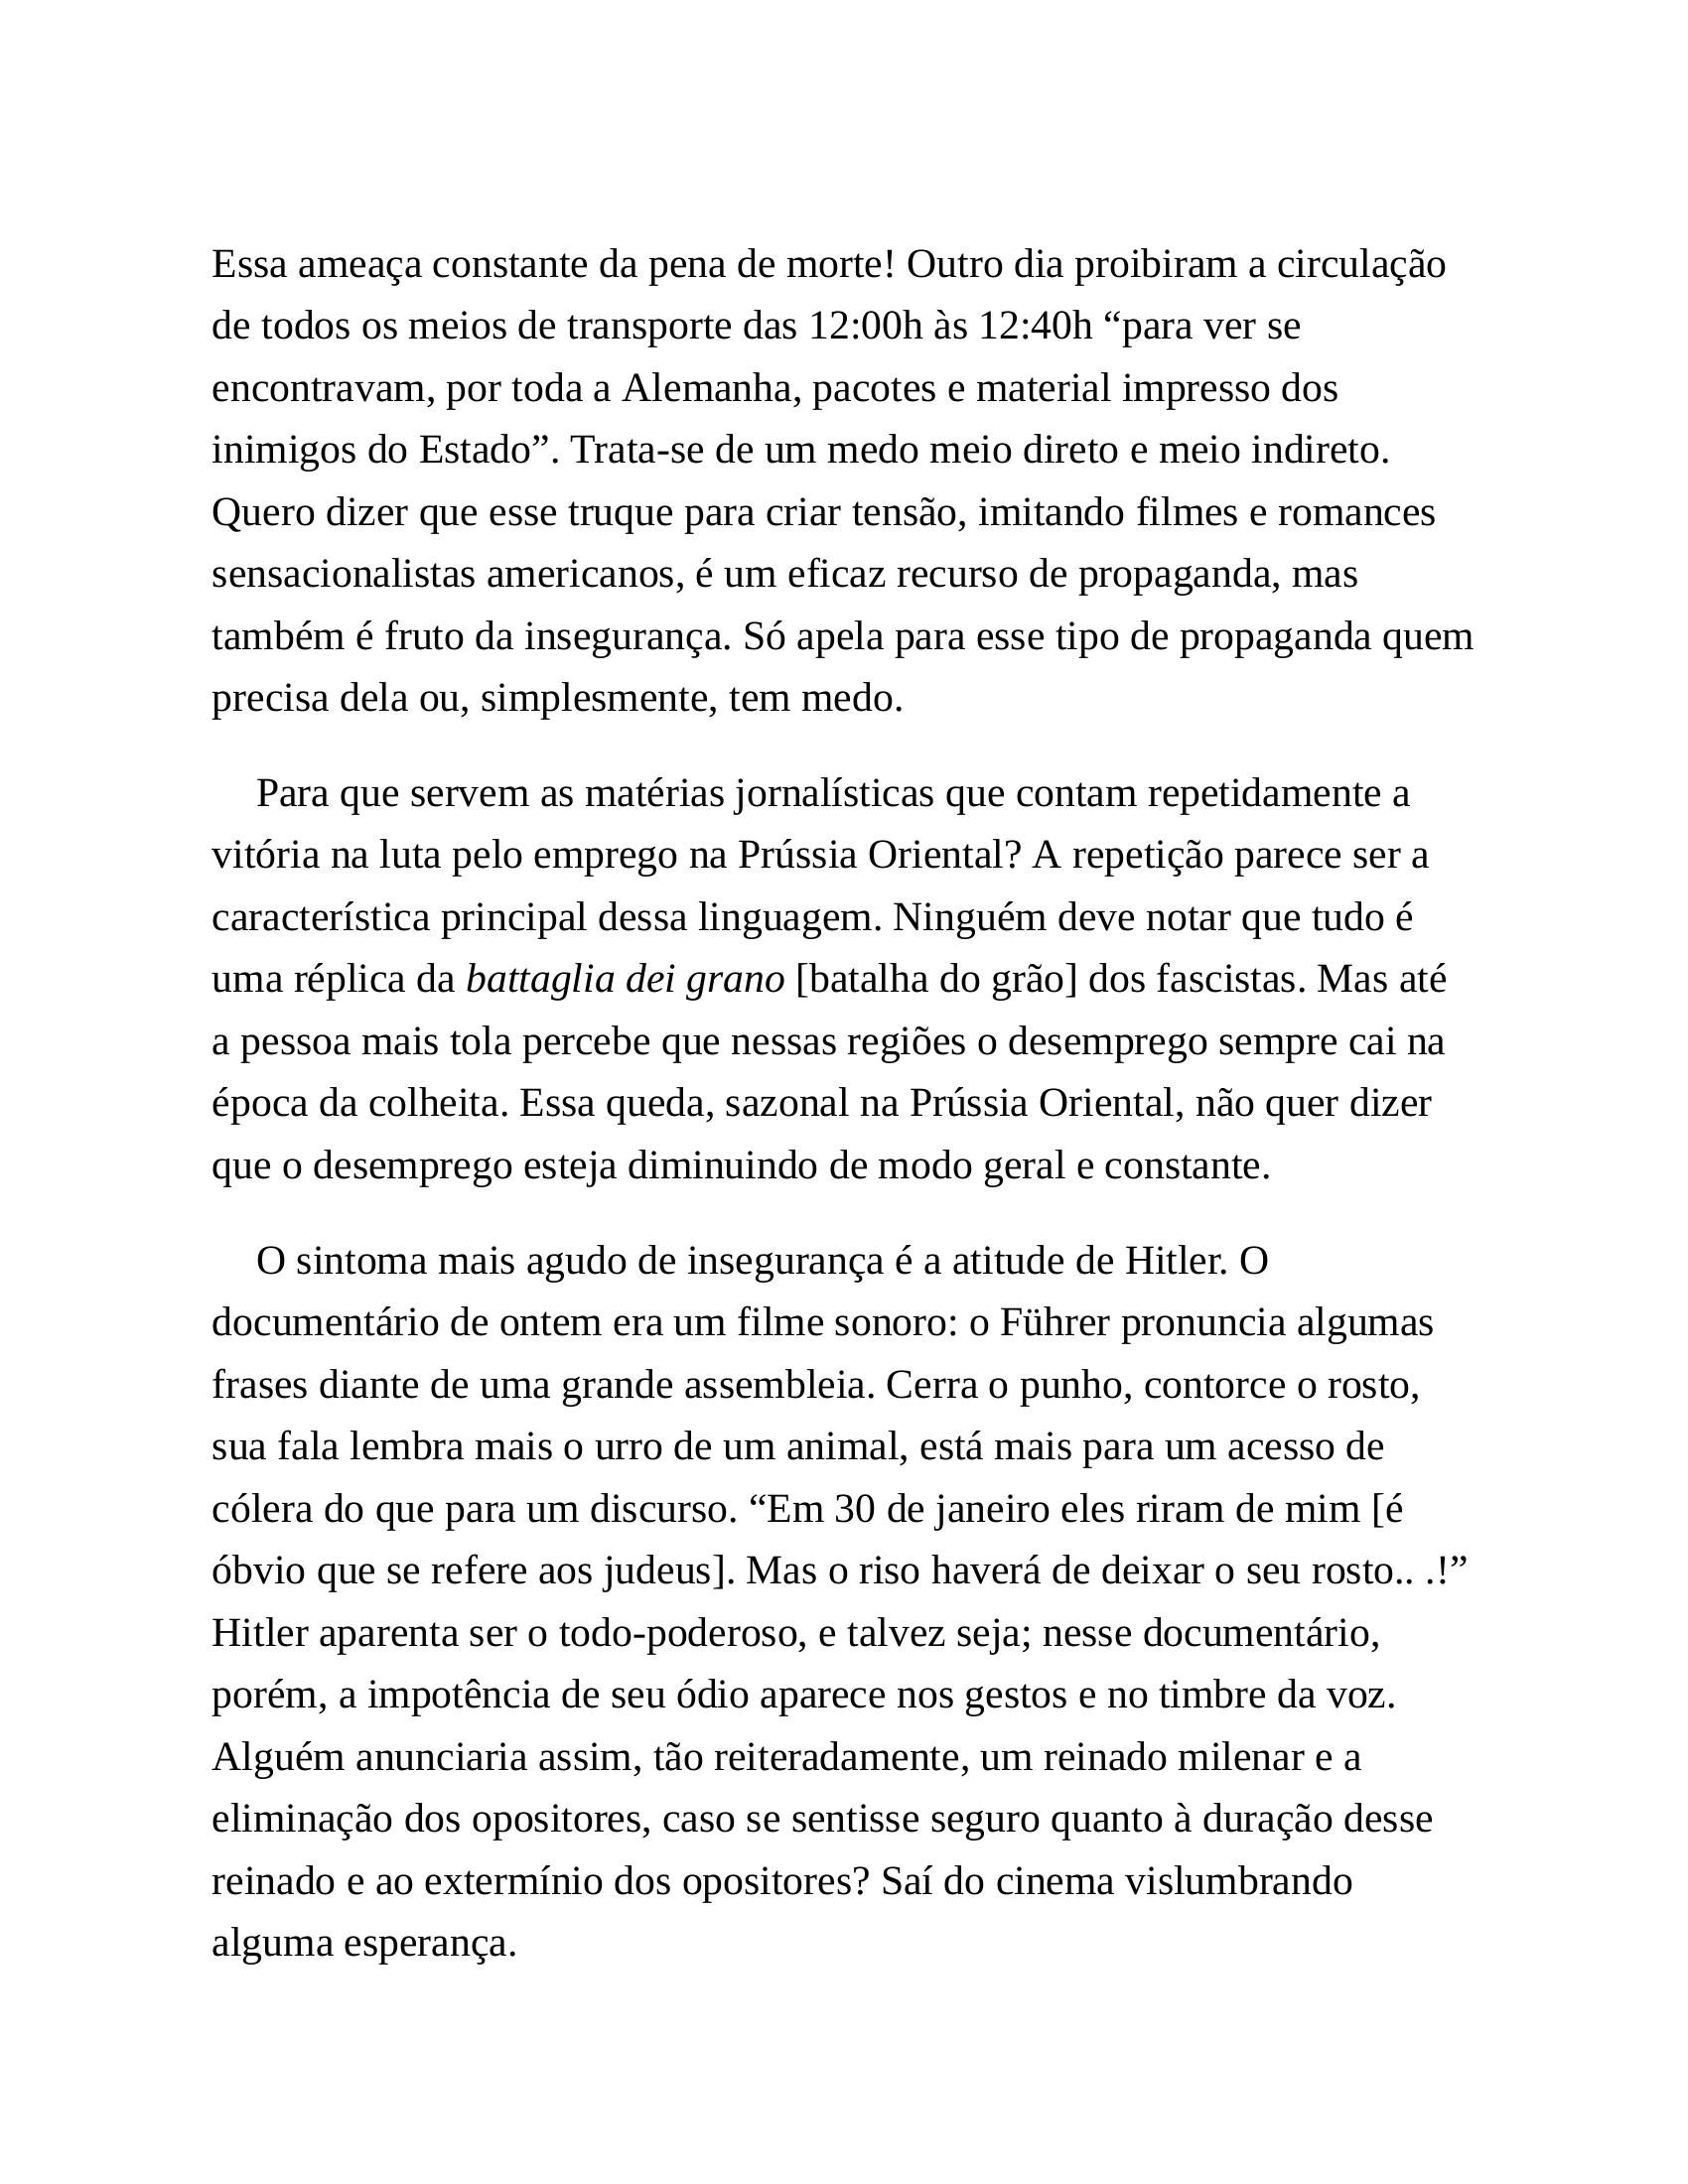 Essa ameaça constante da pena de morte! Outro dia proibiram a circulação
de todos os meios de transporte das 12:00h às 12:40h “para ver se
encontravam, por toda a Alemanha, pacotes e material impresso dos
inimigos do Estado”. Trata-se de um medo meio direto e meio indireto.
Quero dizer que esse truque para criar tensão, imitando filmes e romances
sensacionalistas americanos, é um eficaz recurso de propaganda, mas
também é fruto da insegurança. Só apela para esse tipo de propaganda quem
precisa dela ou, simplesmente, tem medo.
Para que servem as matérias jornalísticas que contam repetidamente a
vitória na luta pelo emprego na Prússia Oriental? A repetição parece ser a
característica principal dessa linguagem. Ninguém deve notar que tudo é
uma réplica da battaglia dei grano [batalha do grão] dos fascistas. Mas até
a pessoa mais tola percebe que nessas regiões o desemprego sempre cai na
época da colheita. Essa queda, sazonal na Prússia Oriental, não quer dizer
que o desemprego esteja diminuindo de modo geral e constante.
O sintoma mais agudo de insegurança é a atitude de Hitler. O
documentário de ontem era um filme sonoro: o Führer pronuncia algumas
frases diante de uma grande assembleia. Cerra o punho, contorce o rosto,
sua fala lembra mais o urro de um animal, está mais para um acesso de
cólera do que para um discurso. “Em 30 de janeiro eles riram de mim [é
óbvio que se refere aos judeus]. Mas o riso haverá de deixar o seu rosto.. .!”
Hitler aparenta ser o todo-poderoso, e talvez seja; nesse documentário,
porém, a impotência de seu ódio aparece nos gestos e no timbre da voz.
Alguém anunciaria assim, tão reiteradamente, um reinado milenar e a
eliminação dos opositores, caso se sentisse seguro quanto à duração desse
reinado e ao extermínio dos opositores? Saí do cinema vislumbrando
alguma esperança.